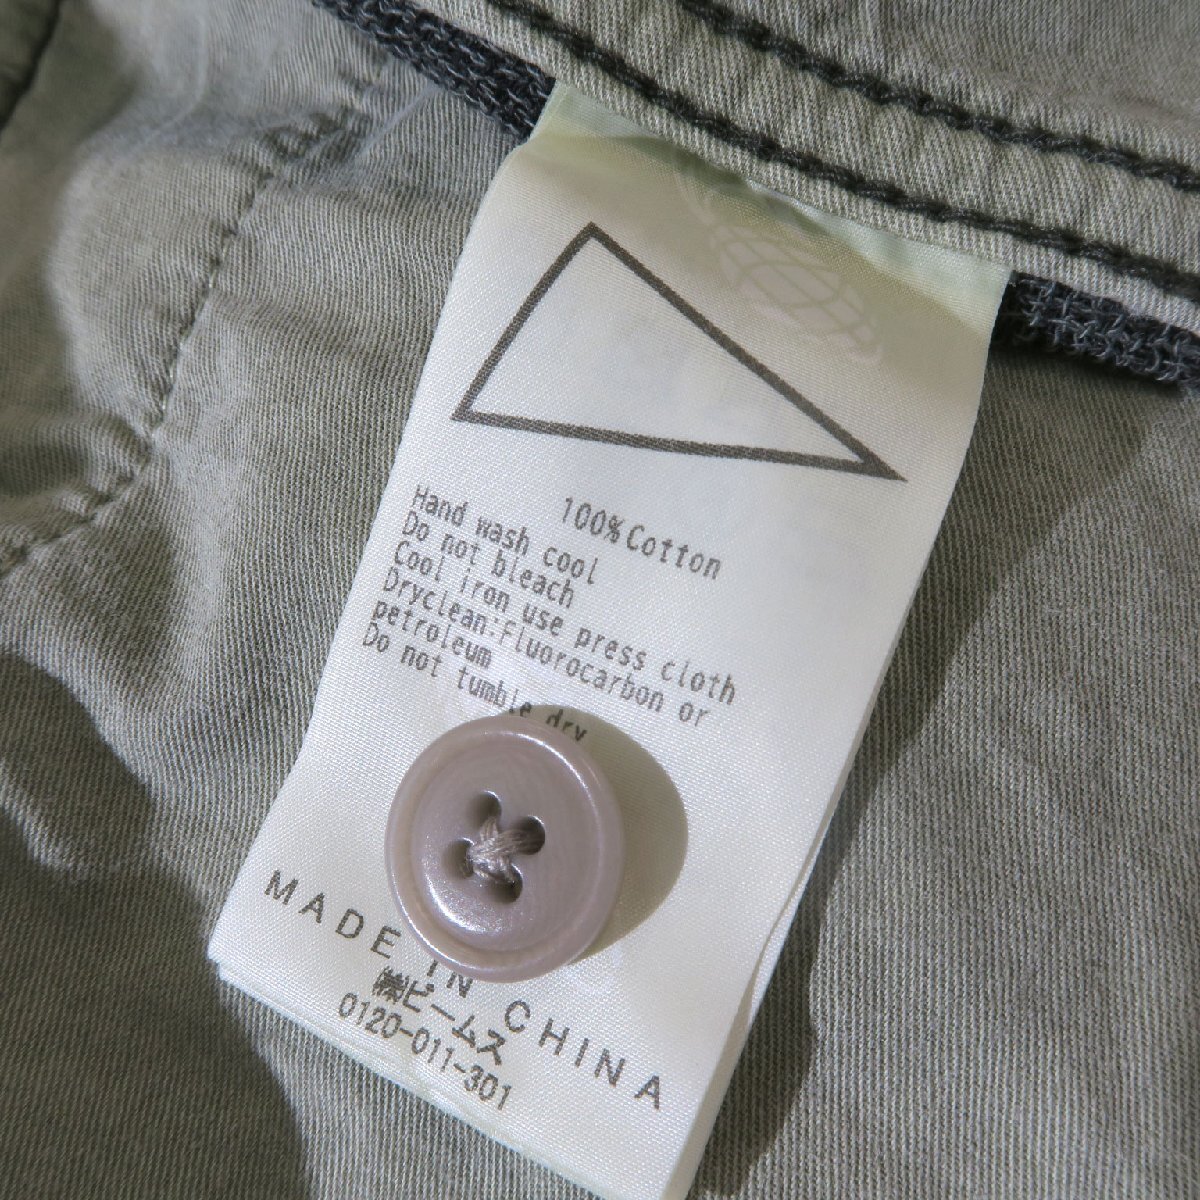 100%Cotton
Hand wash cool
Do not bleach
Cool iron use press cloth
Dryclean:Fluorocarbon or
petroleum
Do not tumble dry
MADE IN CHINA
㈱ビームス
0120-011-301